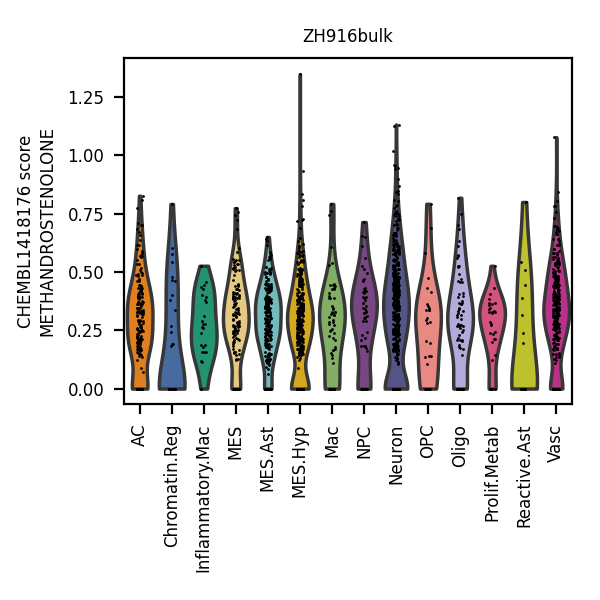 ZH916bulk
CHEMBL1418176 score
METHANDROSTENOLONE
1.25
1.00
0.75
0.50
0.25
0.00
AC
Chromatin.Reg
Inflammatory.Mac
MES
MES.Ast
MES.Hyp
Mac
NPC
Neuron
OPC
Oligo
Prolif.Metab
Reactive.Ast
Vasc